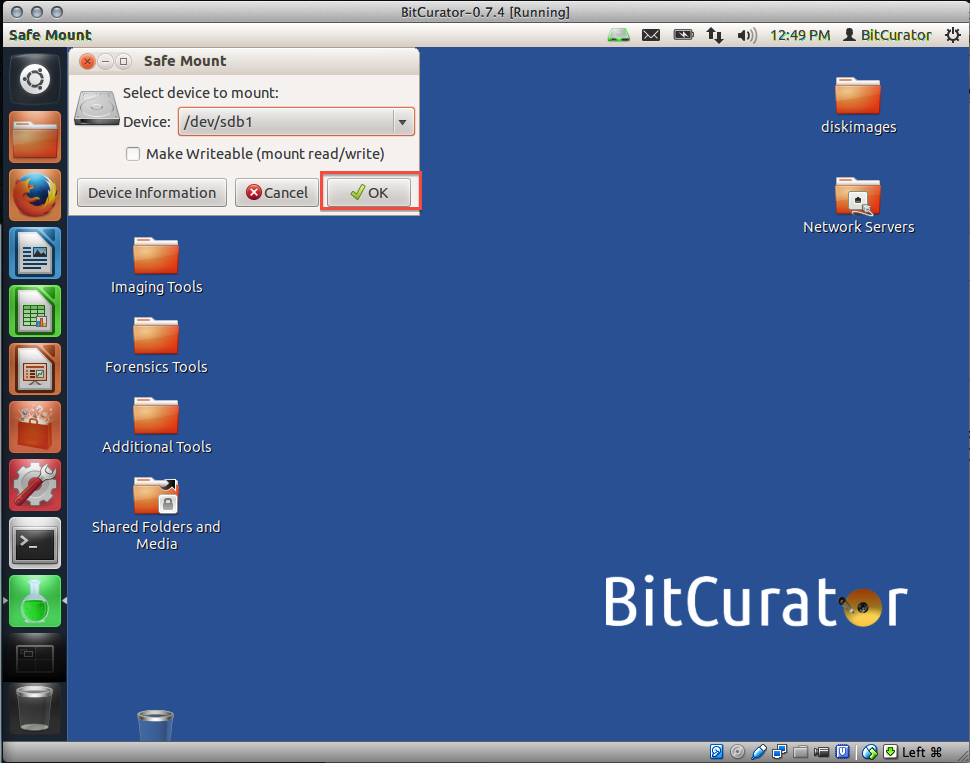 BitCurator-0.7.4 [Running]
Safe Mount
12:49 PM
BitCurator
Safe Mount
Select device to mount:
Device:
/dev/sdb1
Make Writeable (mount read/write)
Device Information
Cancel
OK
diskimages
Network Servers
Imaging Tools
Forensics Tools
Additional Tools
Shared Folders and
Media
BitCurator
Left ⌘